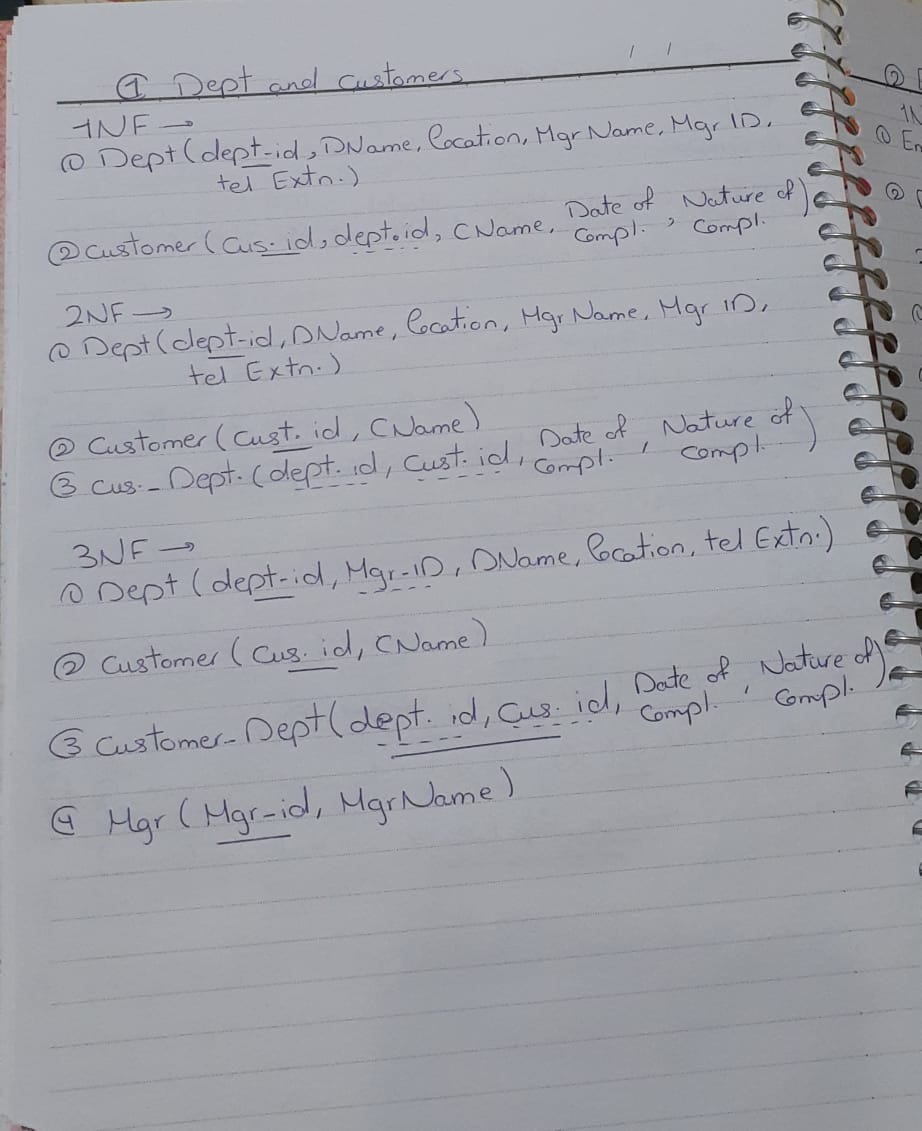 ① Dept and Customers
1NF →
① Dept (dept-id, DName, location, Mgr Name, Mgr ID,
tel Extn.)
② Customer (Cus. id, dept.id, CName, Date of Compl., Nature of Compl.)
2NF →
① Dept (dept-id, DName, location, Mgr Name, Mgr ID,
tel Extn.)
② Customer (Cust. id, CName)
③ Cus.-Dept. (dept. id, Cust. id, Date of Compl., Nature of Compl.)
3NF →
① Dept (dept-id, Mgr-ID, DName, location, tel Extn.)
② Customer (Cus. id, CName)
③ Customer-Dept (dept. id, Cus. id, Date of Compl., Nature of Compl.)
④ Mgr (Mgr-id, MgrName)
②
1N
① En
②